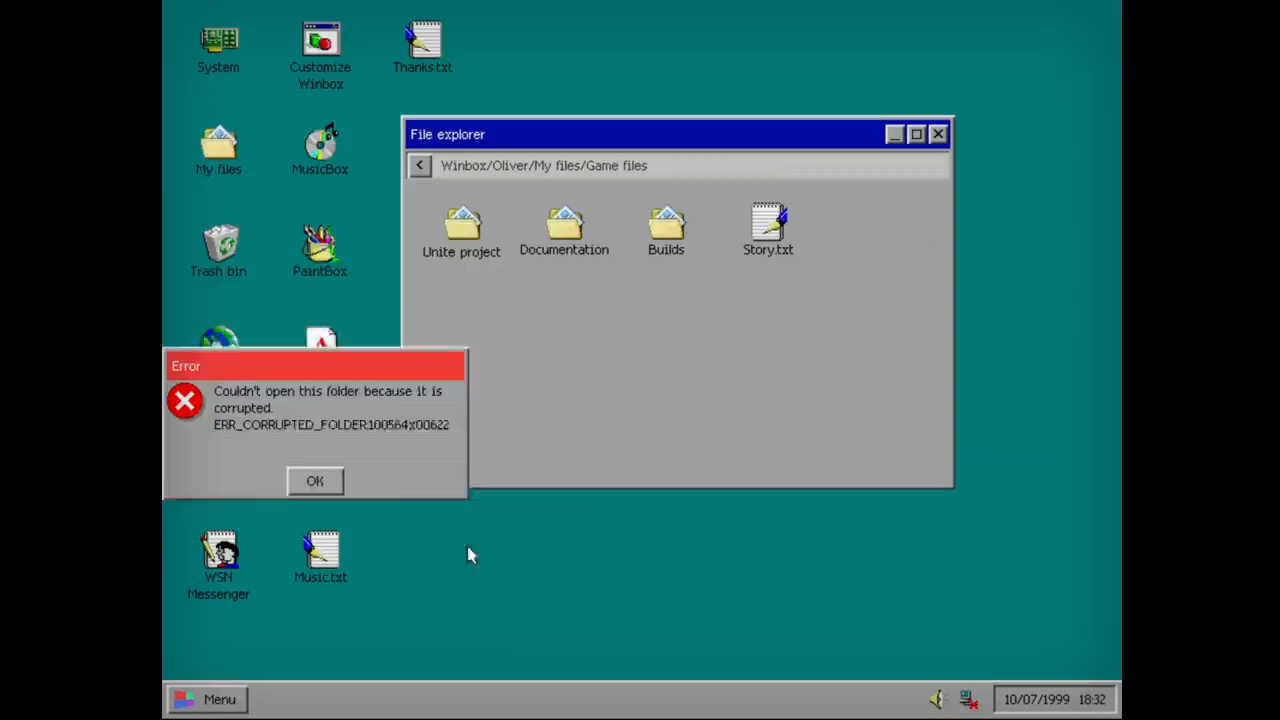 System
Customize
Winbox
Thanks.txt
File explorer
Winbox/Oliver/My files/Game files
My files
MusicBox
Unite project
Documentation
Builds
Story.txt
Trash bin
PaintBox
Error
Couldn't open this folder because it is
corrupted.
ERR_CORRUPTED_FOLDER:100564x00622
OK
WSN
Messenger
Music.txt
Menu
10/07/1999 18:32